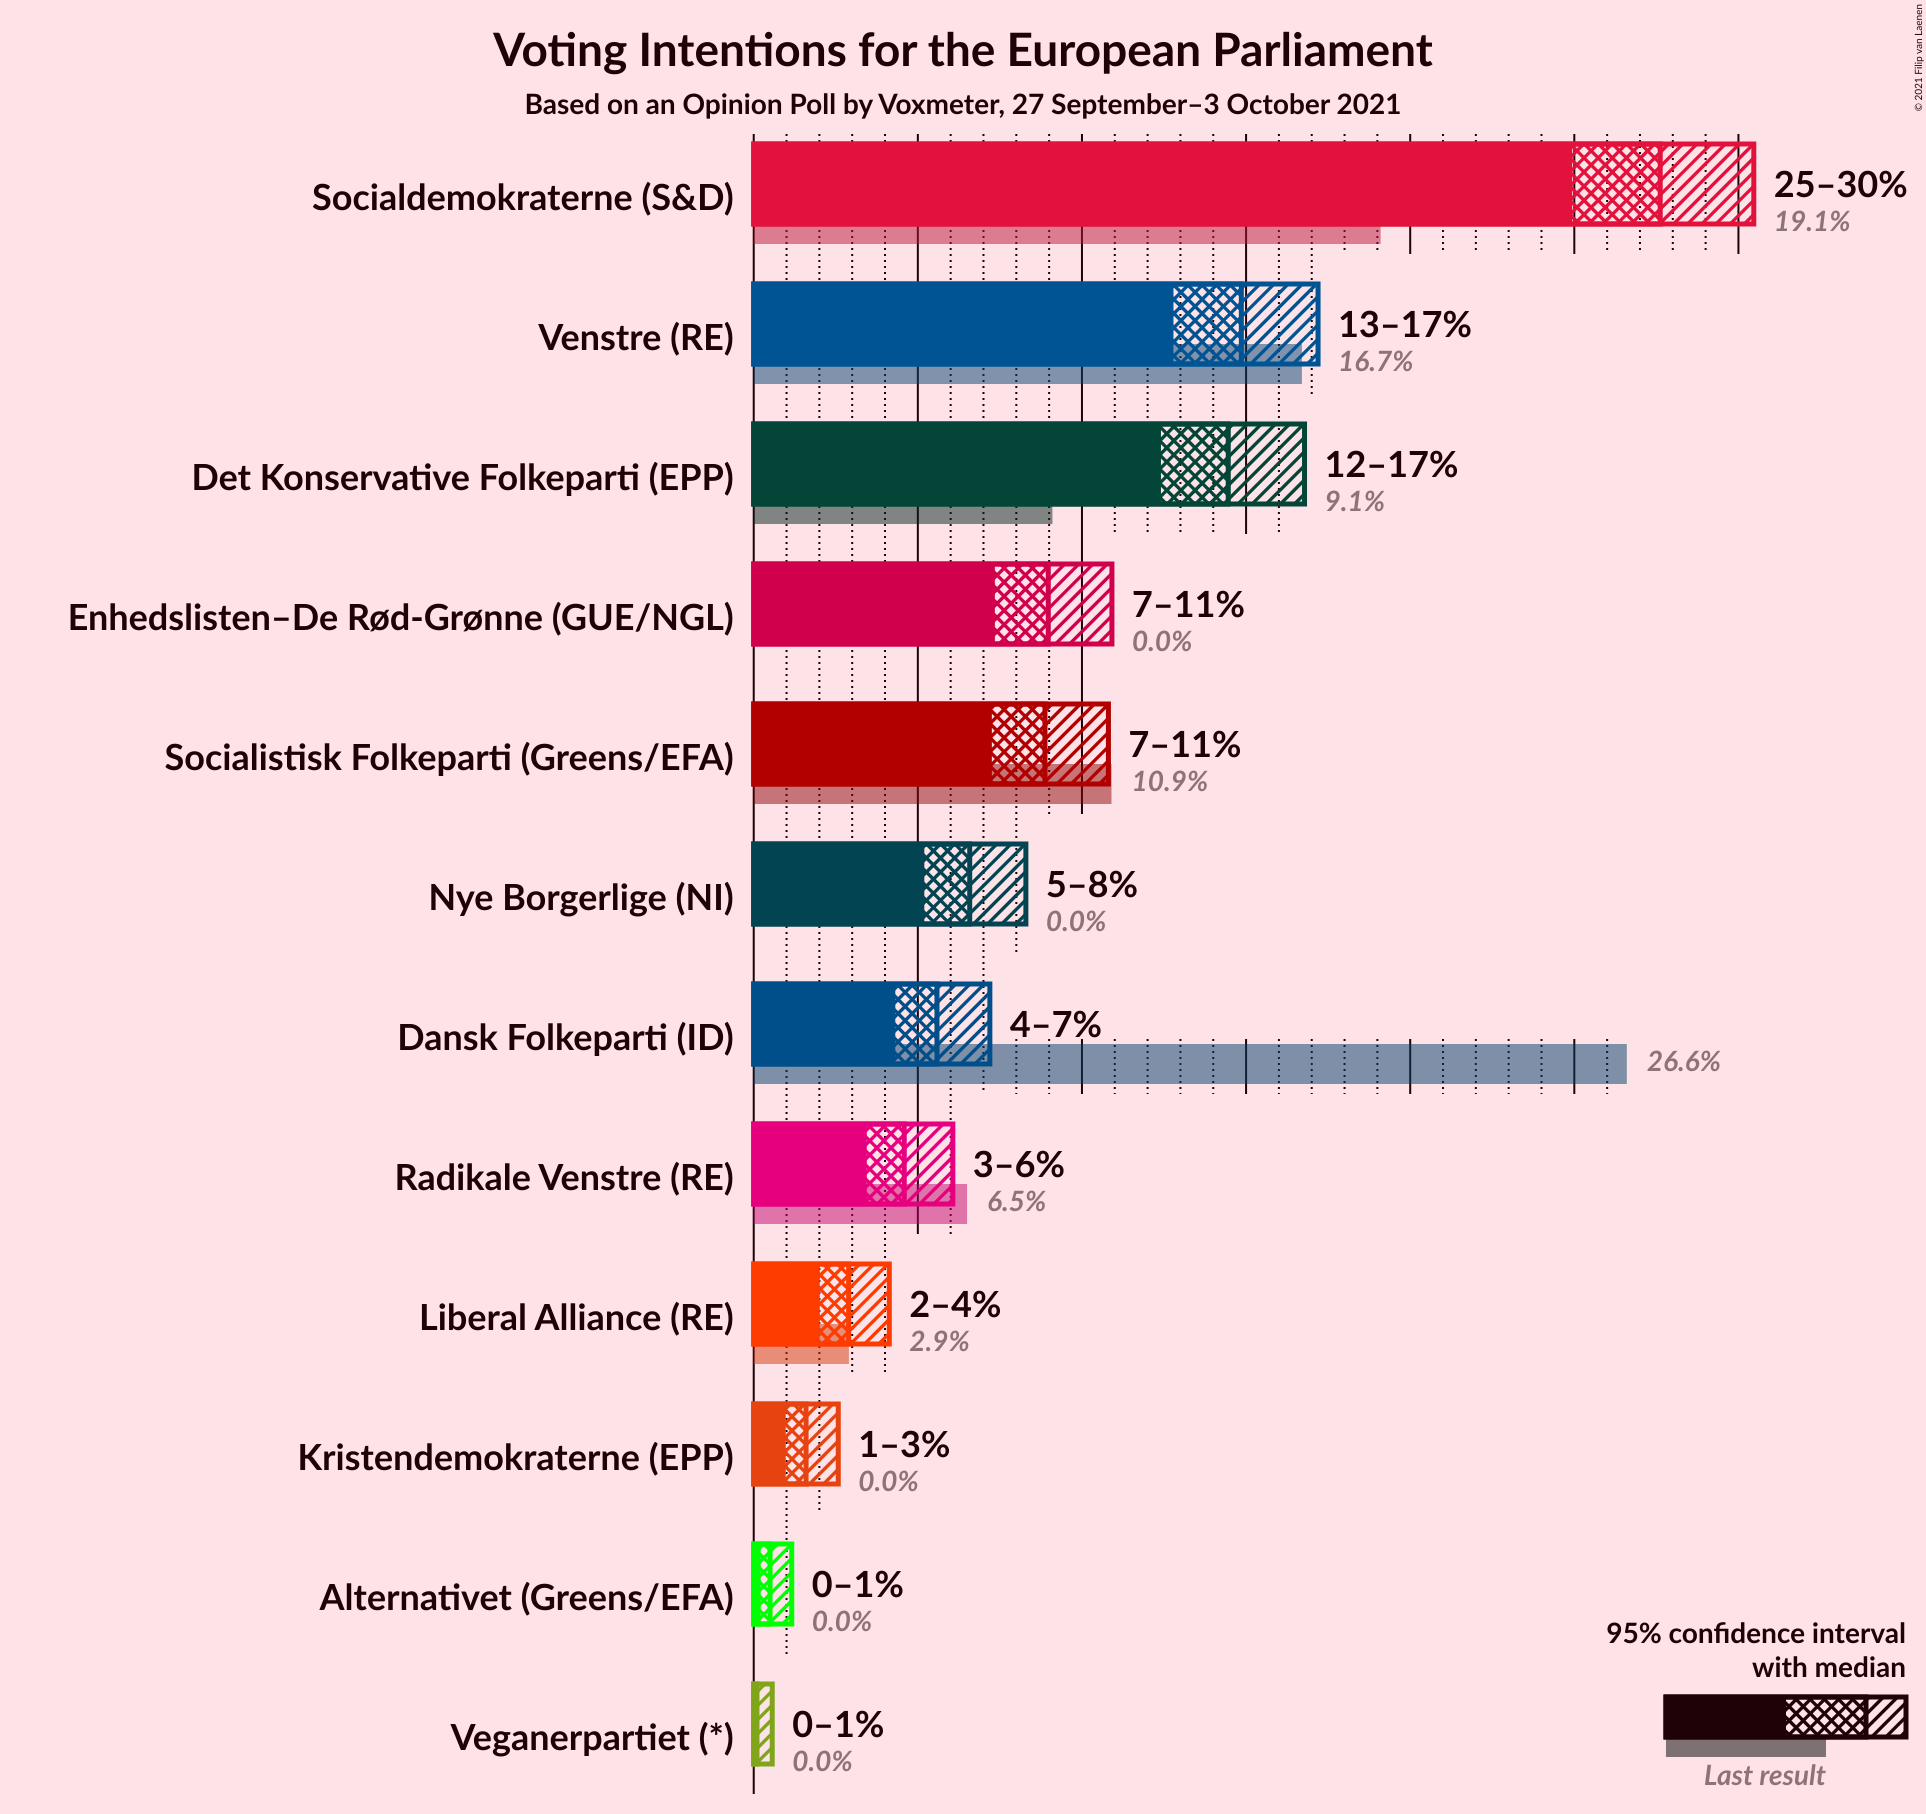 Voting Intentions for the European Parliament
Based on an Opinion Poll by Voxmeter, 27 September–3 October 2021
© 2021 Filip van Laenen
Socialdemokraterne (S&D)
25–30%
19.1%
Venstre (RE)
13–17%
16.7%
Det Konservative Folkeparti (EPP)
12–17%
9.1%
Enhedslisten–De Rød-Grønne (GUE/NGL)
7–11%
0.0%
Socialistisk Folkeparti (Greens/EFA)
7–11%
10.9%
Nye Borgerlige (NI)
5–8%
0.0%
Dansk Folkeparti (ID)
4–7%
26.6%
Radikale Venstre (RE)
3–6%
6.5%
Liberal Alliance (RE)
2–4%
2.9%
Kristendemokraterne (EPP)
1–3%
0.0%
Alternativet (Greens/EFA)
0–1%
0.0%
Veganerpartiet (*)
0–1%
0.0%
95% confidence interval
with median
Last result